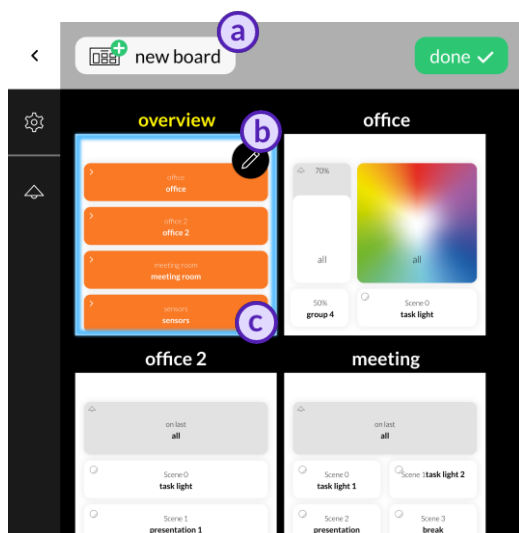 a
new board
done
overview
office
b
office
office
70%
all
all
office 2
office 2
meeting room
meeting room
sensors
sensors
c
50%
group 4
Scene 0
task light
office 2
meeting
on last
all
on last
all
Scene 0
task light
Scene 0
task light 1
Scene 1 task light 2
Scene 1
presentation 1
Scene 2
presentation
Scene 3
break